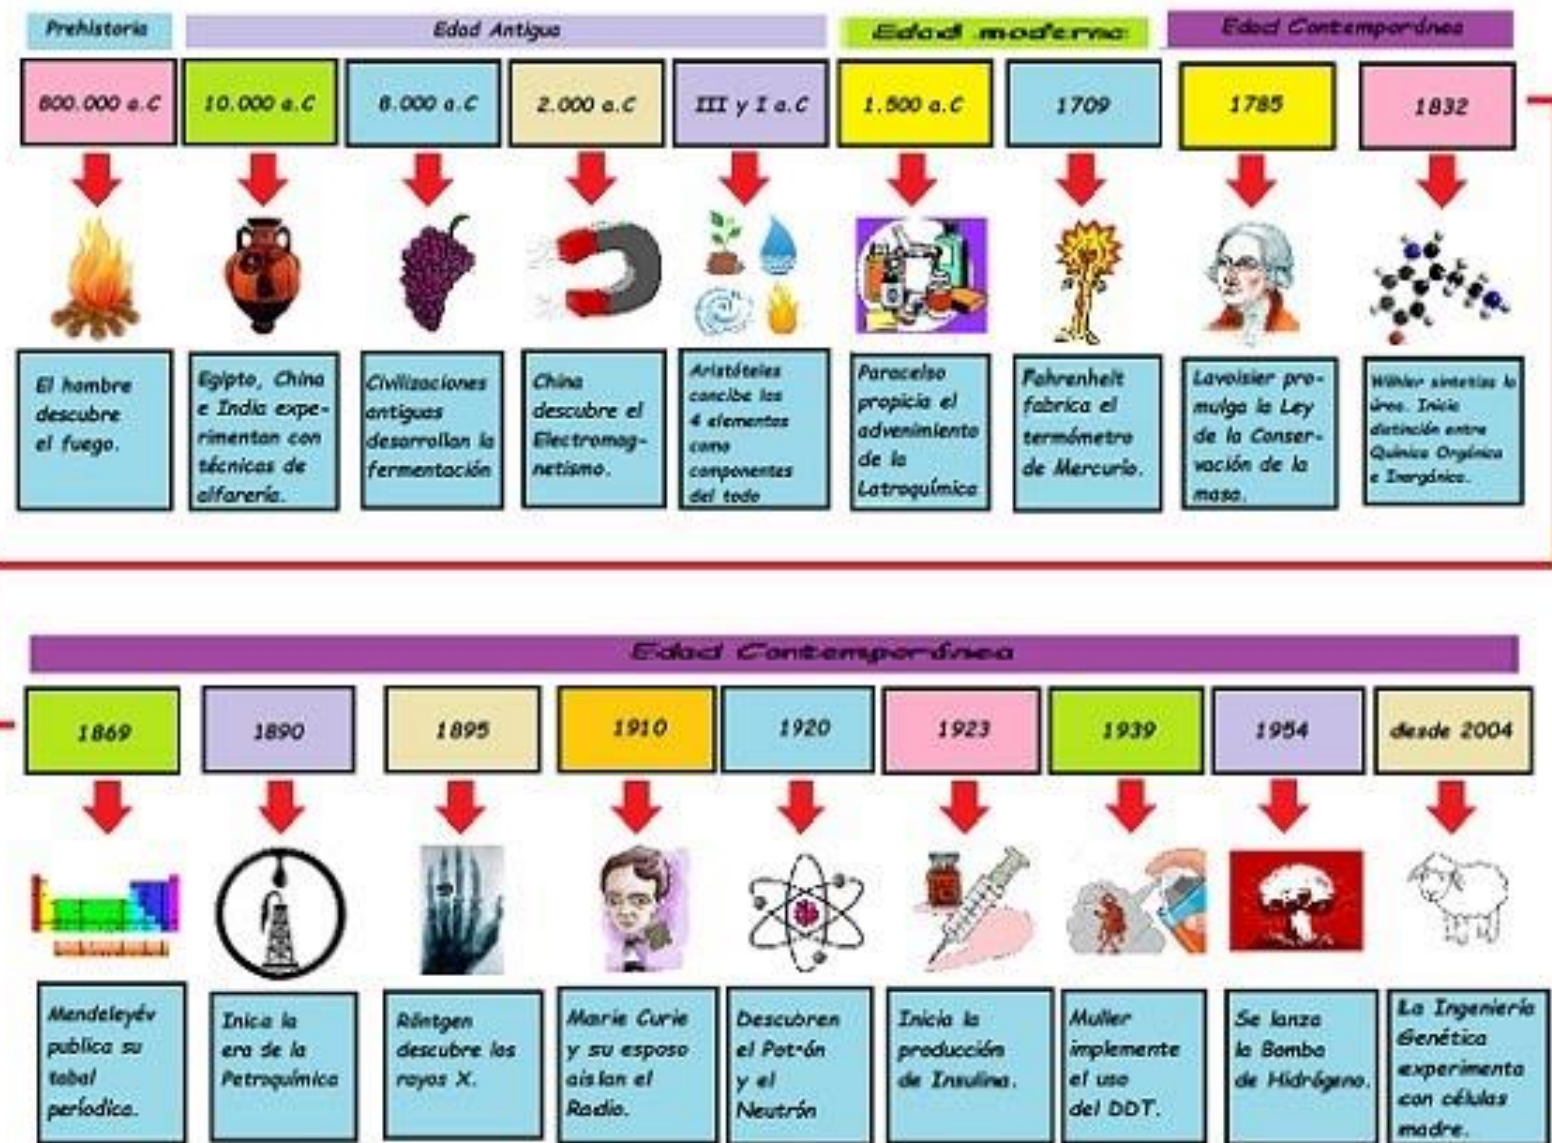 Prehistoria
Edad Antigua
Edad moderna
Edad Contemporánea
800.000 a.C
10.000 a.C
8.000 a.C
2.000 a.C
III y I a.C
1.500 a.C
1709
1785
1832
El hombre
descubre
el fuego.
Egipto, China
e India expe-
rimentan con
técnicas de
alfarería.
Civilizaciones
antiguas
desarrollan la
fermentación
China
descubre el
Electromag-
netismo.
Aristóteles
concibe los
4 elementos
como
componentes
del todo
Paracelso
propicia el
advenimiento
de la
Latroquímica
Fahrenheit
fabrica el
termómetro
de Mercurio.
Lavoisier pro-
mulga la Ley
de la Conser-
vación de la
masa.
Wöhler sintetiza la
úrea. Inicia
distinción entre
Química Orgánica
e Inorgánica.
Edad Contemporánea
1869
1890
1895
1910
1920
1923
1939
1954
desde 2004
Mendeleyév
publica su
tabal
períodica.
Inica la
era de la
Petroquímica
Röntgen
descubre los
rayos X.
Marie Curie
y su esposo
aislan el
Radio.
Descubren
el Potrón
y el
Neutrón
Inicia la
producción
de Insulina.
Muller
implemente
el uso
del DDT.
Se lanza
la Bomba
de Hidrógeno.
La Ingeniería
Genética
experimenta
con células
madre.